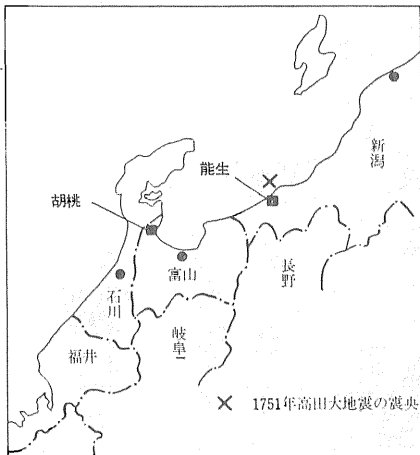 新潟
能生
胡桃
富山
長野
石川
岐阜
福井
× 1751年高田大地震の震央